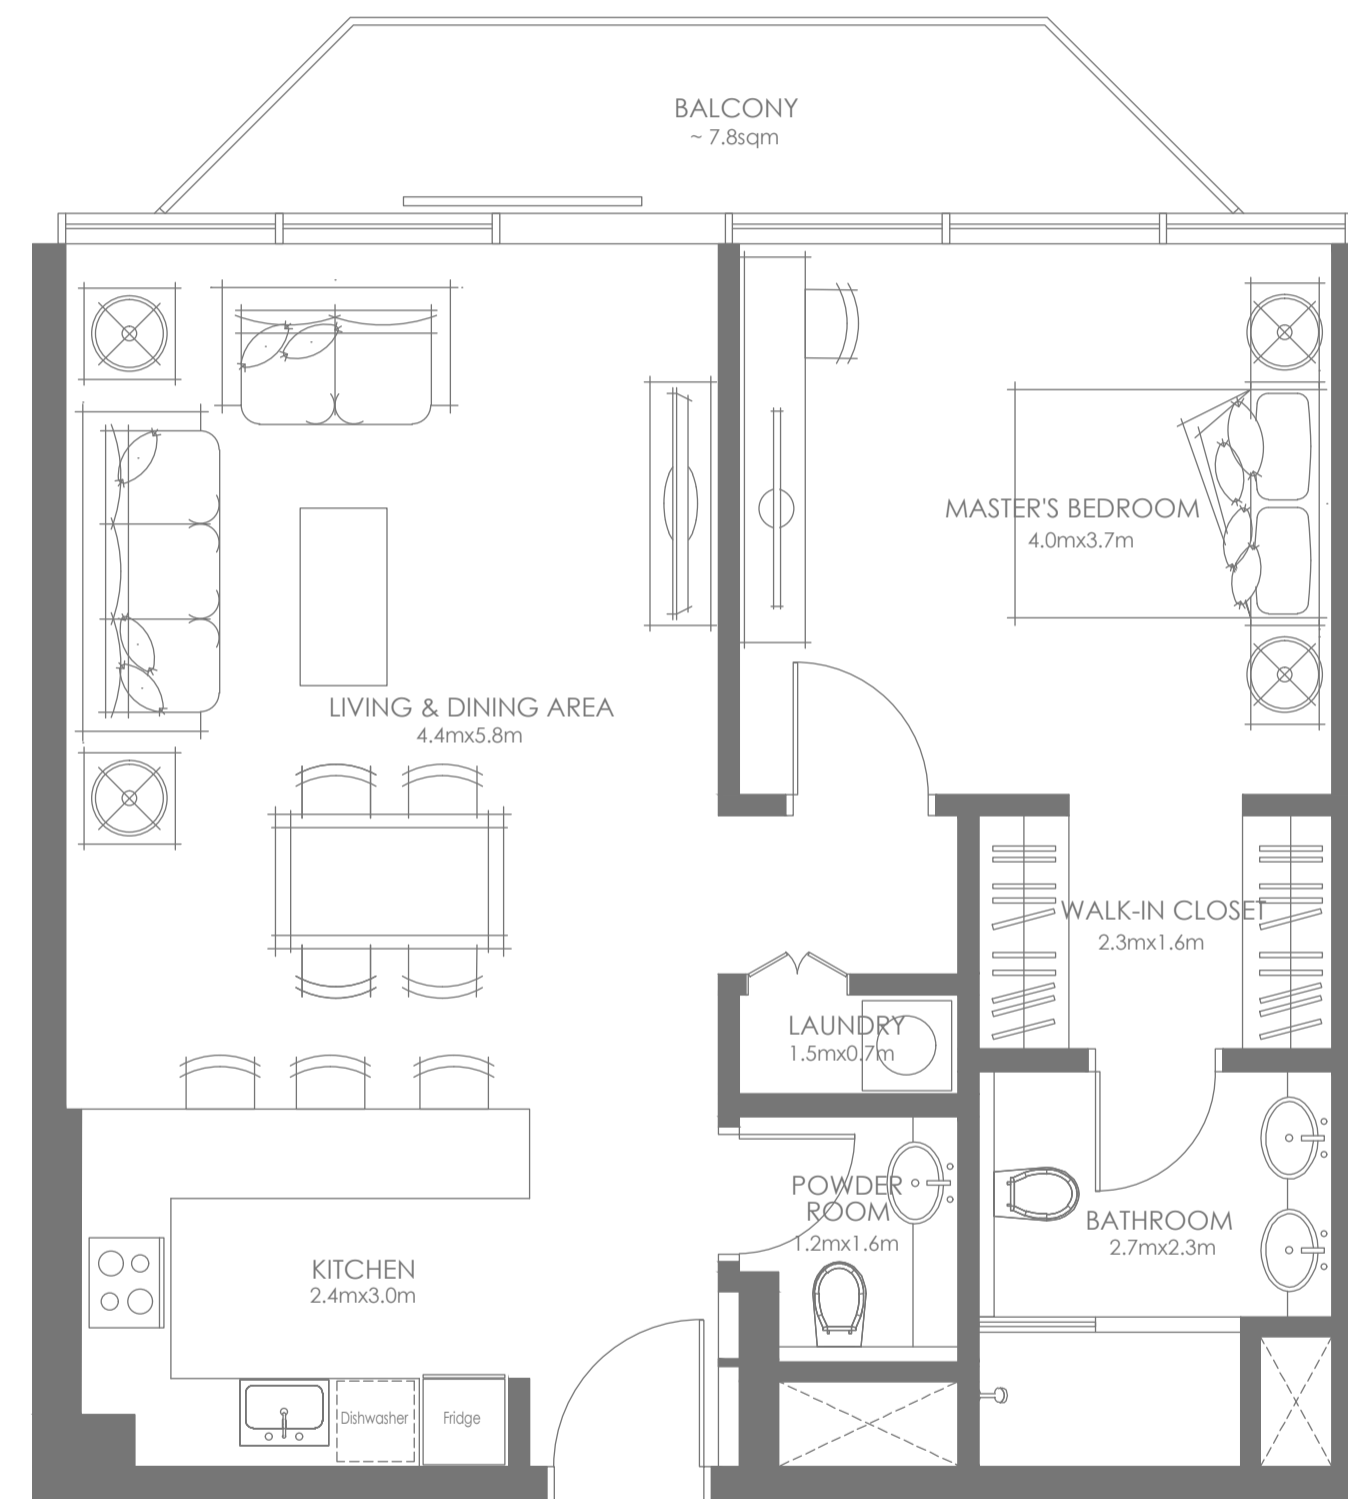 BALCONY
~ 7.8sqm
MASTER'S BEDROOM
4.0mx3.7m
LIVING & DINING AREA
4.4mx5.8m
WALK-IN CLOSET
2.3mx1.6m
LAUNDRY
1.5mx0.7m
POWDER
ROOM
1.2mx1.6m
BATHROOM
2.7mx2.3m
KITCHEN
2.4mx3.0m
Dishwasher
Fridge